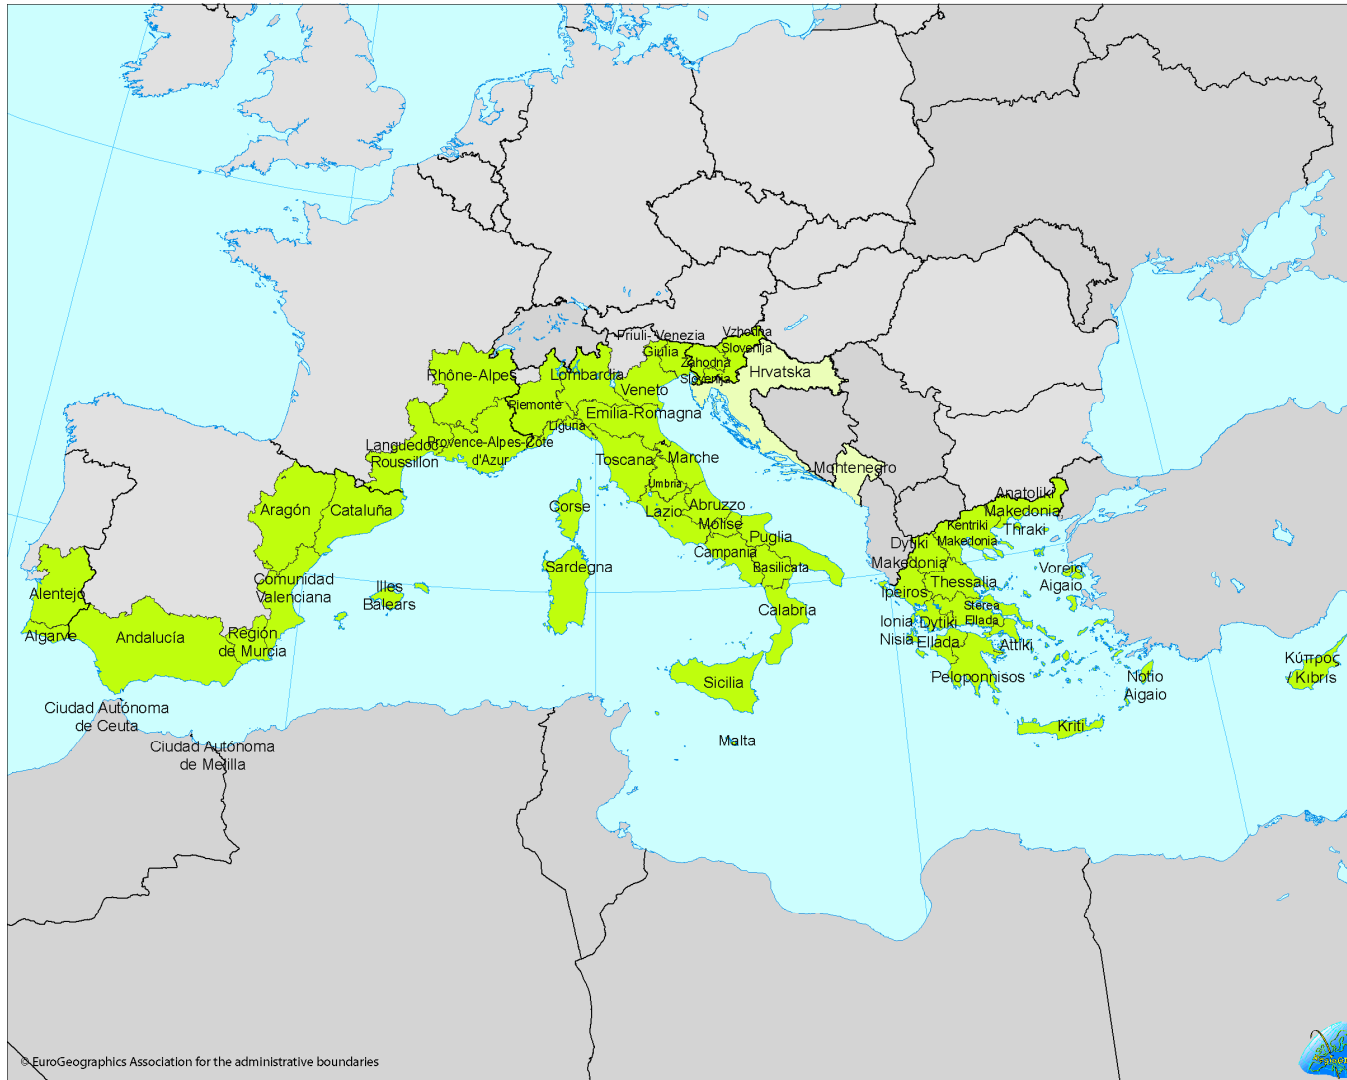 Friuli-Venezia
Giulia
Vzhodna
Slovenija
Zahodna
Slovenija
Hrvatska
Rhône-Alpes
Lombardia
Veneto
Piemonte
Emilia-Romagna
Liguria
Languedoc-
Roussillon
Provence-Alpes-Côte
d'Azur
Toscana
Marche
Umbria
Montenegro
Aragón
Cataluña
Corse
Lazio
Abruzzo
Molise
Puglia
Campania
Basilicata
Sardegna
Anatoliki
Makedonia
Thraki
Kentriki
Makedonia
Dytiki
Makedonia
Comunidad
Valenciana
Illes
Balears
Alentejo
Algarve
Andalucía
Región
de Murcia
Calabria
Ipeiros
Thessalia
Voreio
Aigaio
Sterea
Ellada
Ionia
Nisia
Dytiki
Ellada
Attiki
Peloponnisos
Sicilia
Notio
Aigaio
Κύπρος
/ Kıbrıs
Kriti
Malta
Ciudad Autónoma
de Ceuta
Ciudad Autónoma
de Melilla
© EuroGeographics Association for the administrative boundaries